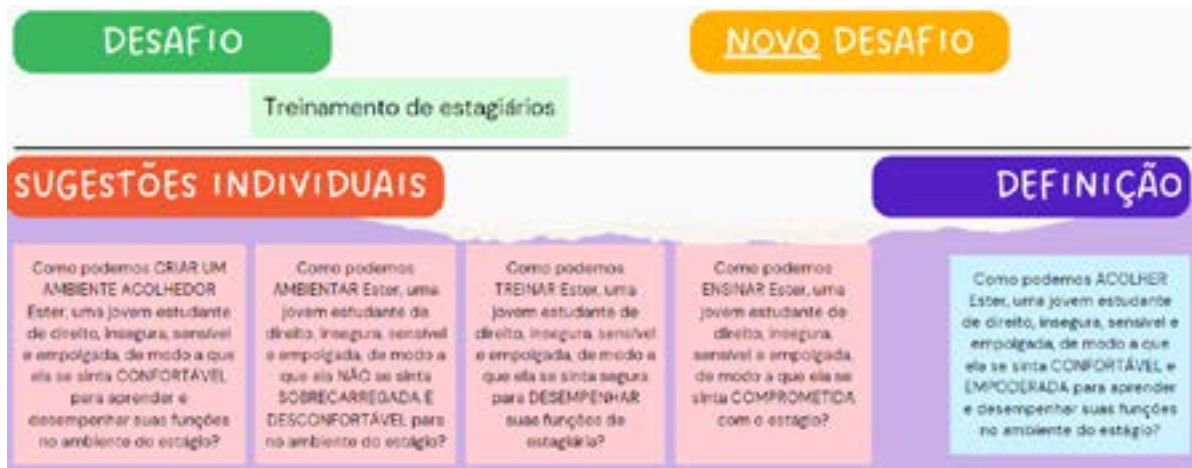 DESAFIO
NOVO DESAFIO
Treinamento de estagiários
SUGESTÕES INDIVIDUAIS
DEFINIÇÃO
Como podemos CRIAR UM
AMBIENTE ACOLHEDOR
Ester, uma jovem estudante
de direito, insegura, sensível
e empolgada, de modo a que
ela se sinta CONFORTÁVEL
para aprender e
desempenhar suas funções
no ambiente do estágio?
Como podemos
AMBIENTAR Ester, uma
jovem estudante de
direito, insegura, sensível
e empolgada, de modo a
que ela NÃO se sinta
SOBRECARREGADA E
DESCONFORTÁVEL para
no ambiente do estágio?
Como podemos
TREINAR Ester, uma
jovem estudante de
direito, insegura, sensível
e empolgada, de modo a
que ela se sinta segura
para DESEMPENHAR
suas funções de
estagiária?
Como podemos
ENSINAR Ester, uma
jovem estudante de
direito, insegura,
sensível e empolgada,
de modo a que ela se
sinta COMPROMETIDA
com o estágio?
Como podemos ACOLHER
Ester, uma jovem estudante
de direito, insegura, sensível e
empolgada, de modo a que
ela se sinta CONFORTÁVEL e
EMPODERADA para aprender
e desempenhar suas funções
no ambiente do estágio?